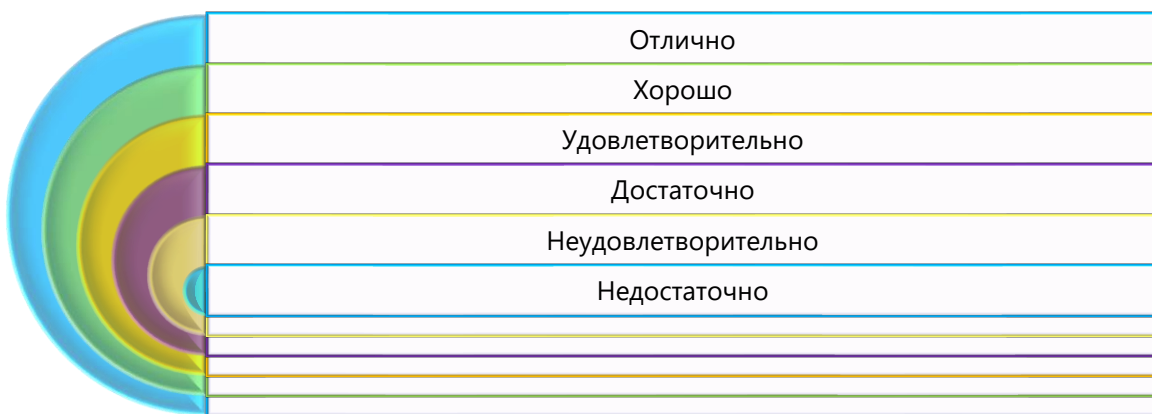 Отлично
Хорошо
Удовлетворительно
Достаточно
Неудовлетворительно
Недостаточно